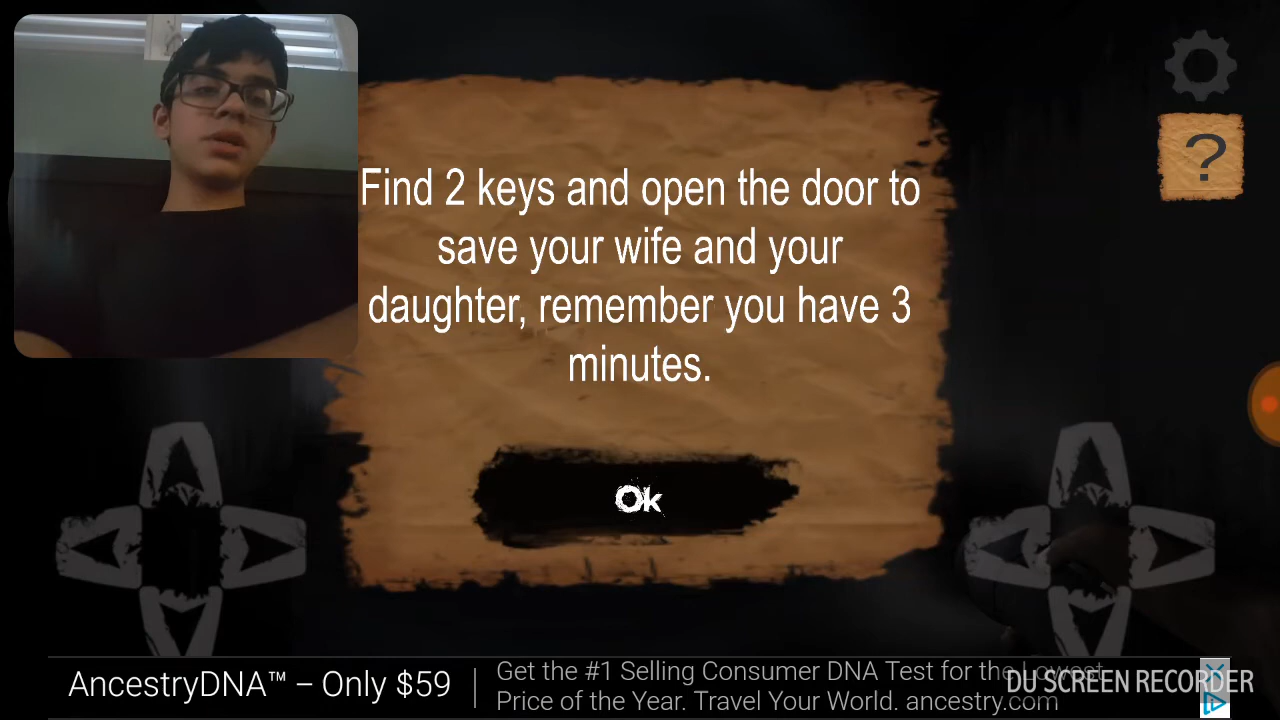 ?
Find 2 keys and open the door to
save your wife and your
daughter, remember you have 3
minutes.
Ok
AncestryDNA™ – Only $59
Get the #1 Selling Consumer DNA Test for the Lowest
Price of the Year. Travel Your World. ancestry.com
DU SCREEN RECORDER